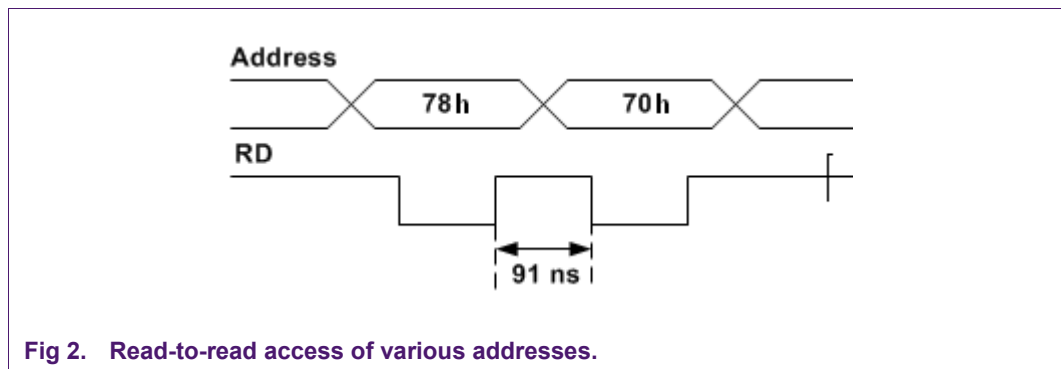 Address
78h 70h
RD
91 ns
Fig 2. Read-to-read access of various addresses.